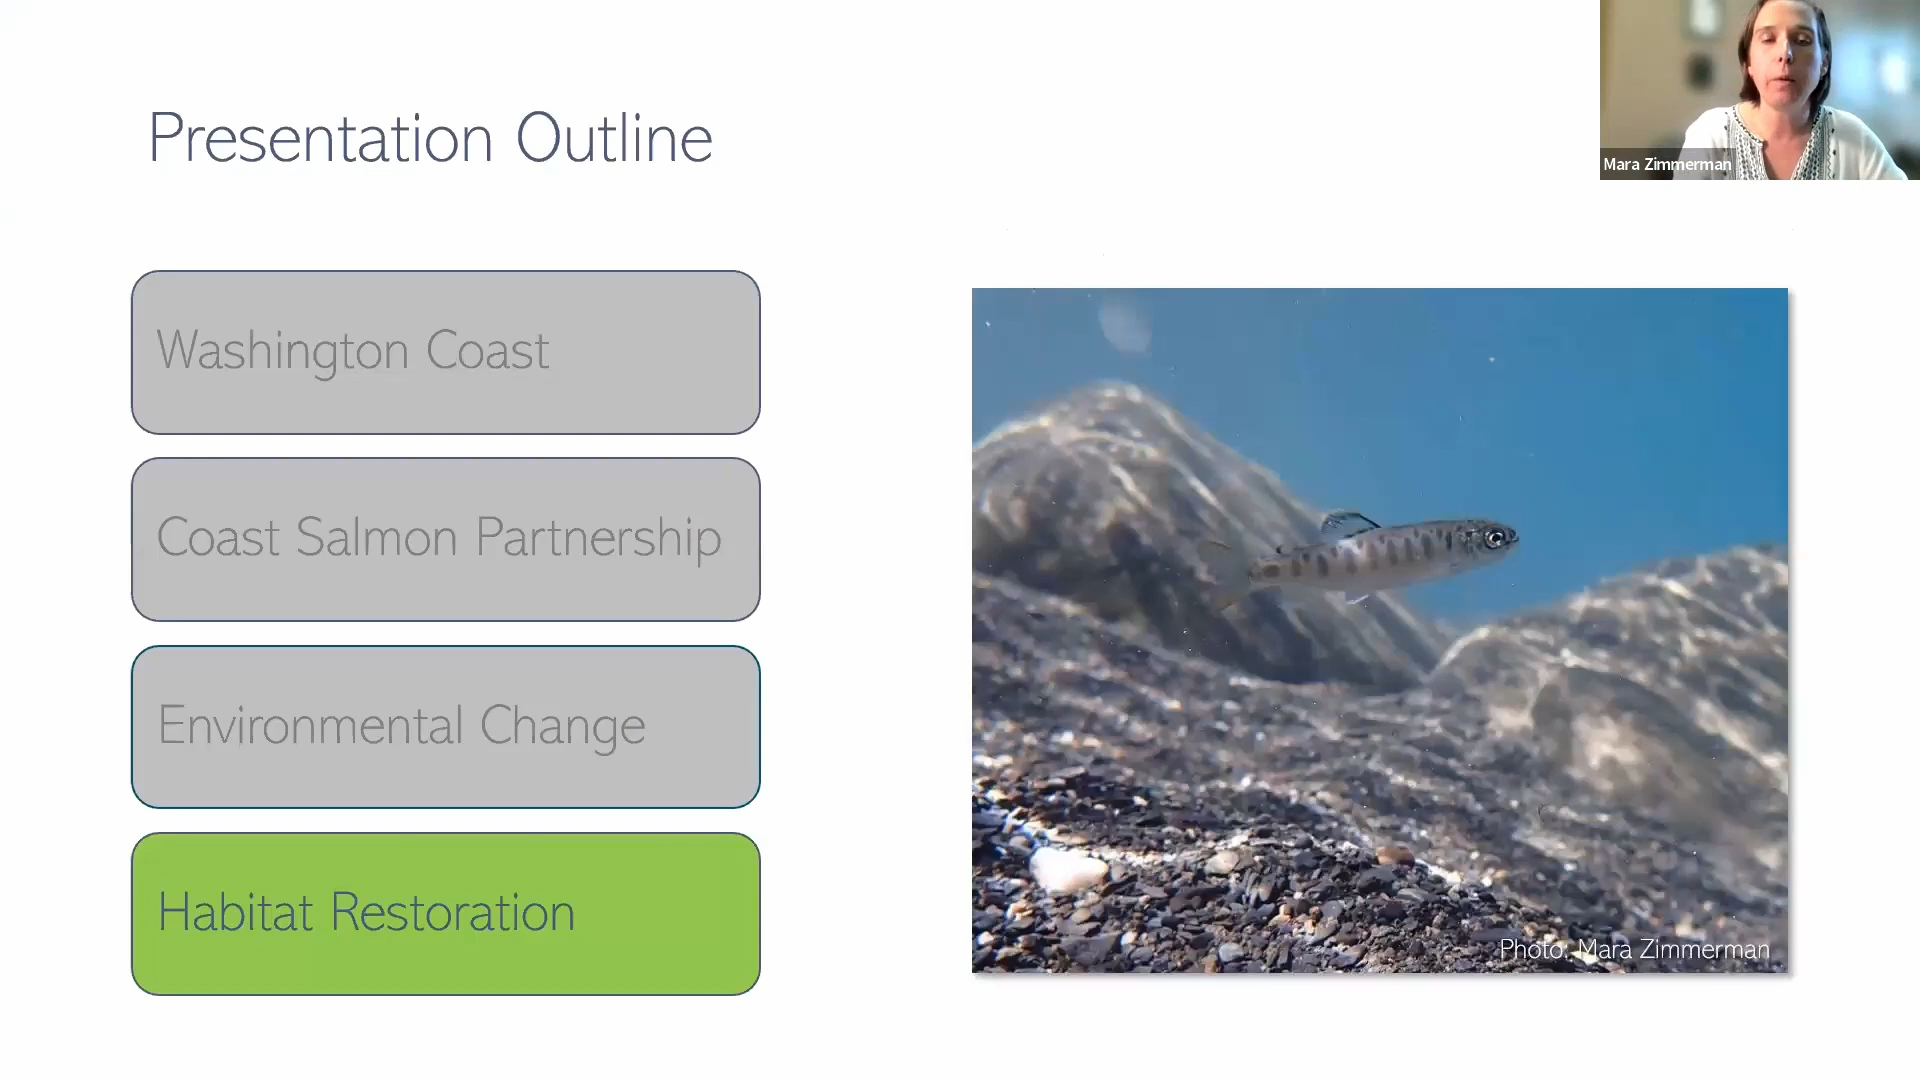 Presentation Outline
Mara Zimmerman
Washington Coast
Coast Salmon Partnership
Environmental Change
Habitat Restoration
Photo: Mara Zimmerman